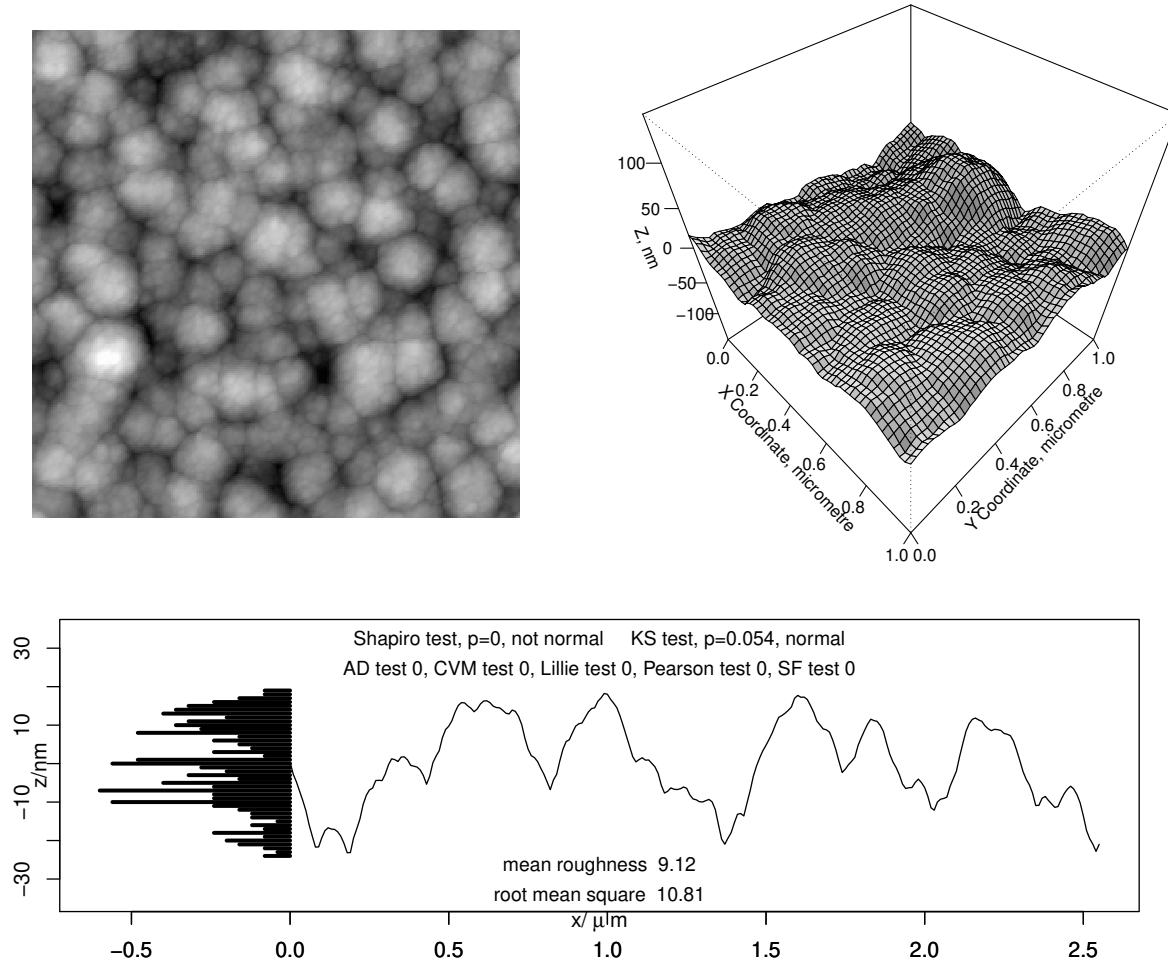 100
50
0
−50
−100
Z, nm
0.0
0.2
0.4
0.6
0.8
1.0
X Coordinate, micrometre
0.0
0.2
0.4
0.6
0.8
1.0
Y Coordinate, micrometre
Shapiro test, p=0, not normal KS test, p=0.054, normal
AD test 0, CVM test 0, Lillie test 0, Pearson test 0, SF test 0
30
10
−10
−30
z/nm
mean roughness 9.12
root mean square 10.81
x/ μm
−0.5 0.0 0.5 1.0 1.5 2.0 2.5